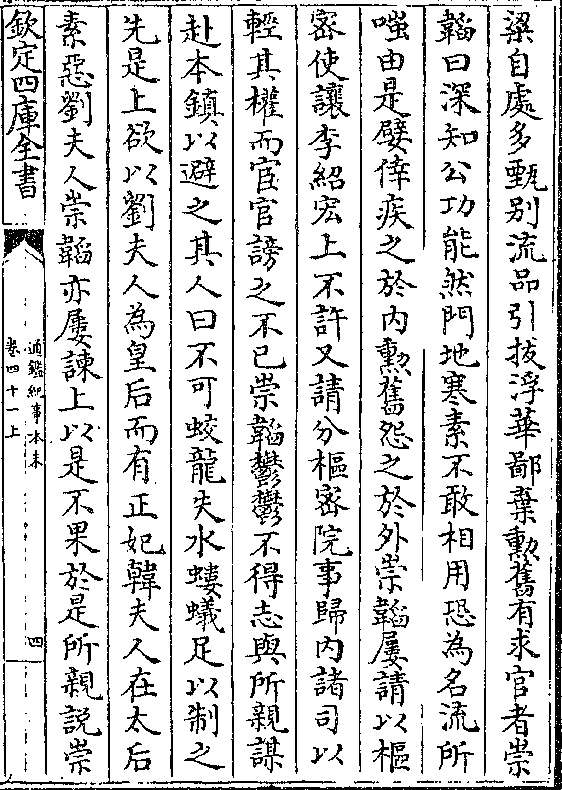 梁自處多甄別流品引拔浮華鄙棄勲舊有求官者崇
韜曰深知公功能然門地寒素不敢相用恐為名流所
嗤由是嬖倖疾之於内勲舊怨之於外崇韜屢請以樞
密使讓李紹宏上不許又請分樞密院事歸内諸司以
輕其權而宦官謗之不已崇韜鬱鬱不得志與所親謀
赴本鎮以避之其人曰不可蛟龍失水螻蟻足以制之
先是上欲以劉夫人為皇后而有正妃韓夫人在太后
素惡劉夫人崇韜亦屢諫上以是不果於是所親說崇
欽定四庫全書
通鑑紀事本末
卷四十一上
四